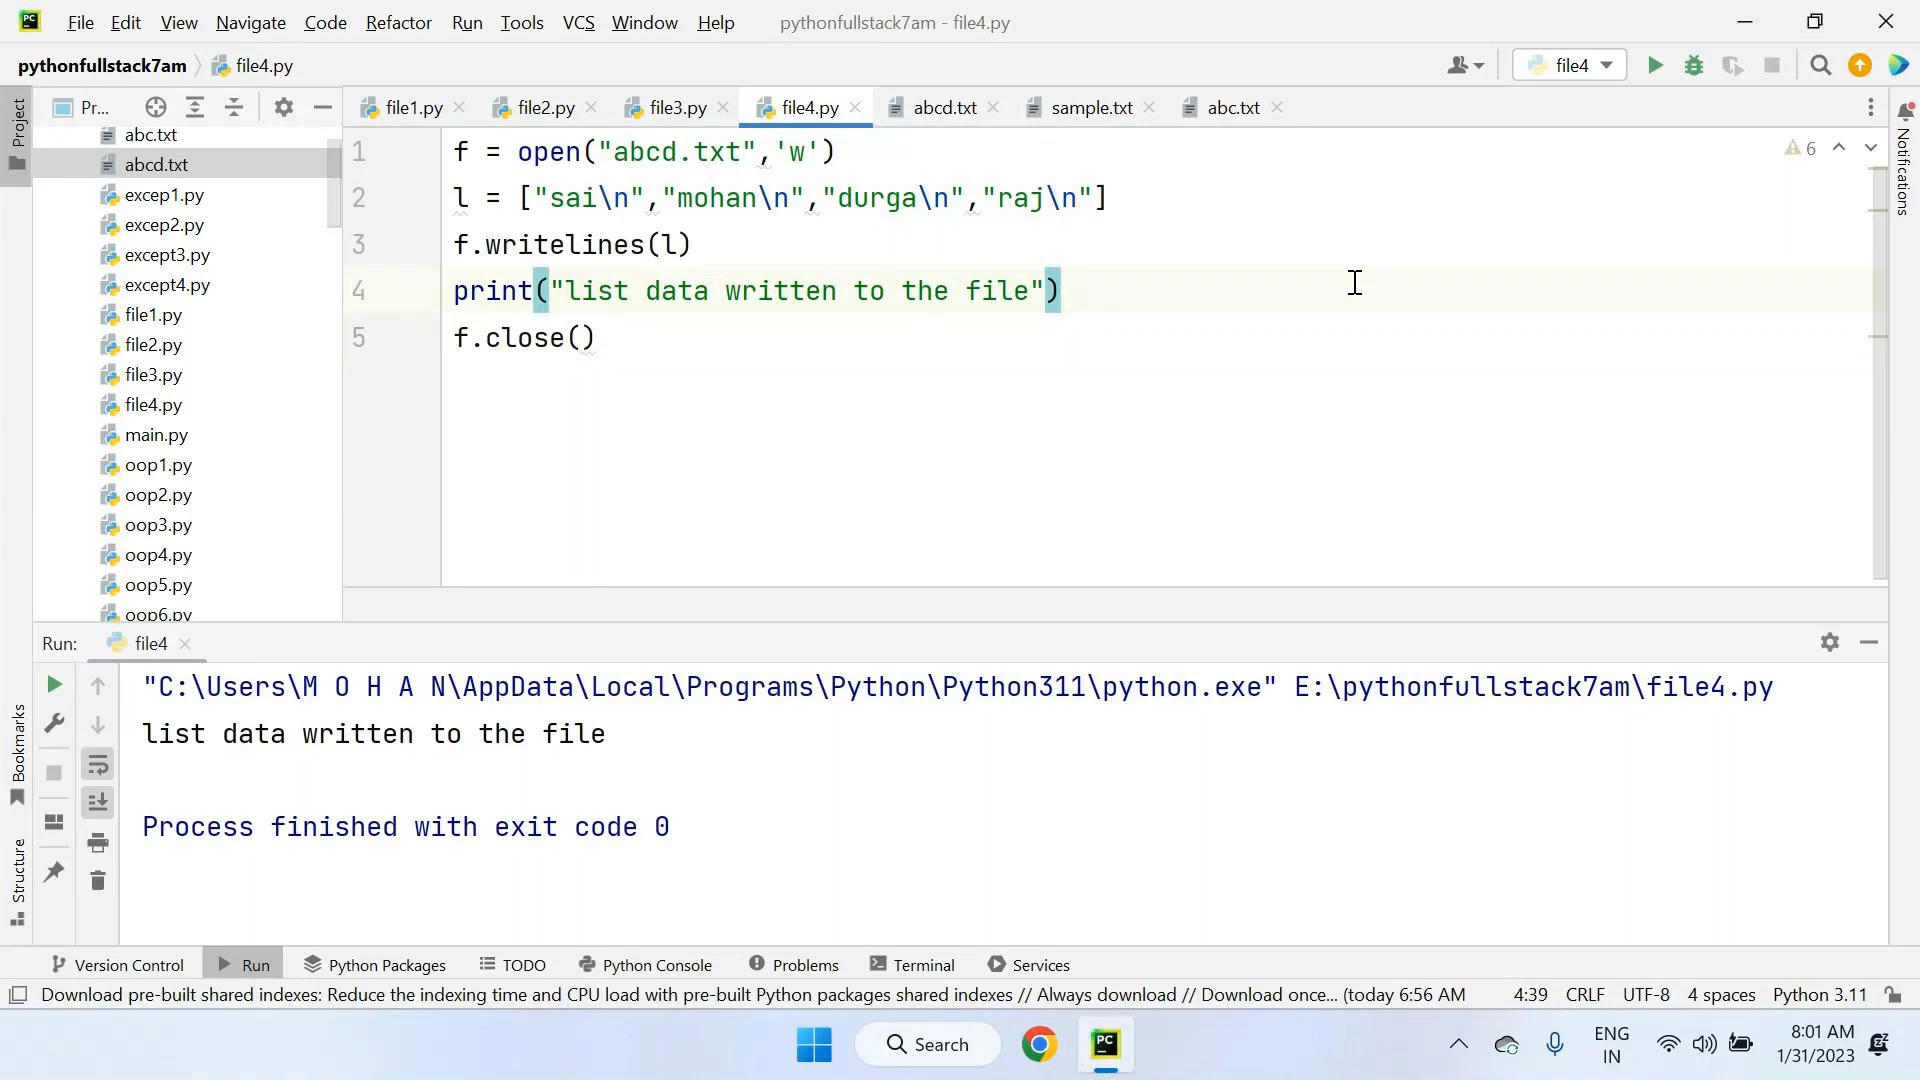 File Edit View Navigate Code Refactor Run Tools VCS Window Help pythonfullstack7am - file4.py
pythonfullstack7am file4.py file4
Project
Pr...
file1.py file2.py file3.py file4.py abcd.txt sample.txt abc.txt
Notifications
abc.txt
abcd.txt
excep1.py
excep2.py
except3.py
except4.py
file1.py
file2.py
file3.py
file4.py
main.py
oop1.py
oop2.py
oop3.py
oop4.py
oop5.py
oop6.py
6
1 f = open("abcd.txt",'w')
2 l = ["sai\n","mohan\n","durga\n","raj\n"]
3 f.writelines(l)
4 print("list data written to the file")
5 f.close()
Run: file4
"C:\Users\M O H A N\AppData\Local\Programs\Python\Python311\python.exe" E:\pythonfullstack7am\file4.py
list data written to the file
Process finished with exit code 0
Bookmarks
Structure
Version Control Run Python Packages TODO Python Console Problems Terminal Services
Download pre-built shared indexes: Reduce the indexing time and CPU load with pre-built Python packages shared indexes // Always download // Download once... (today 6:56 AM 4:39 CRLF UTF-8 4 spaces Python 3.11
Search
PC
ENG
IN
8:01 AM
1/31/2023